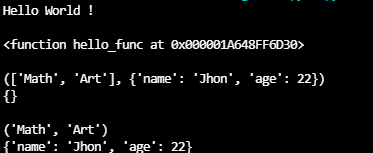 Hello World !
<function hello_func at 0x000001A648FF6D30>
(['Math', 'Art'], {'name': 'Jhon', 'age': 22})
{}
('Math', 'Art')
{'name': 'Jhon', 'age': 22}